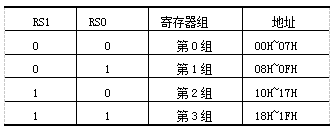 RS1 RS0 寄存器组 地址
0 0 第0组 00H~07H
0 1 第1组 08H~0FH
1 0 第2组 10H~17H
1 1 第3组 18H~1FH